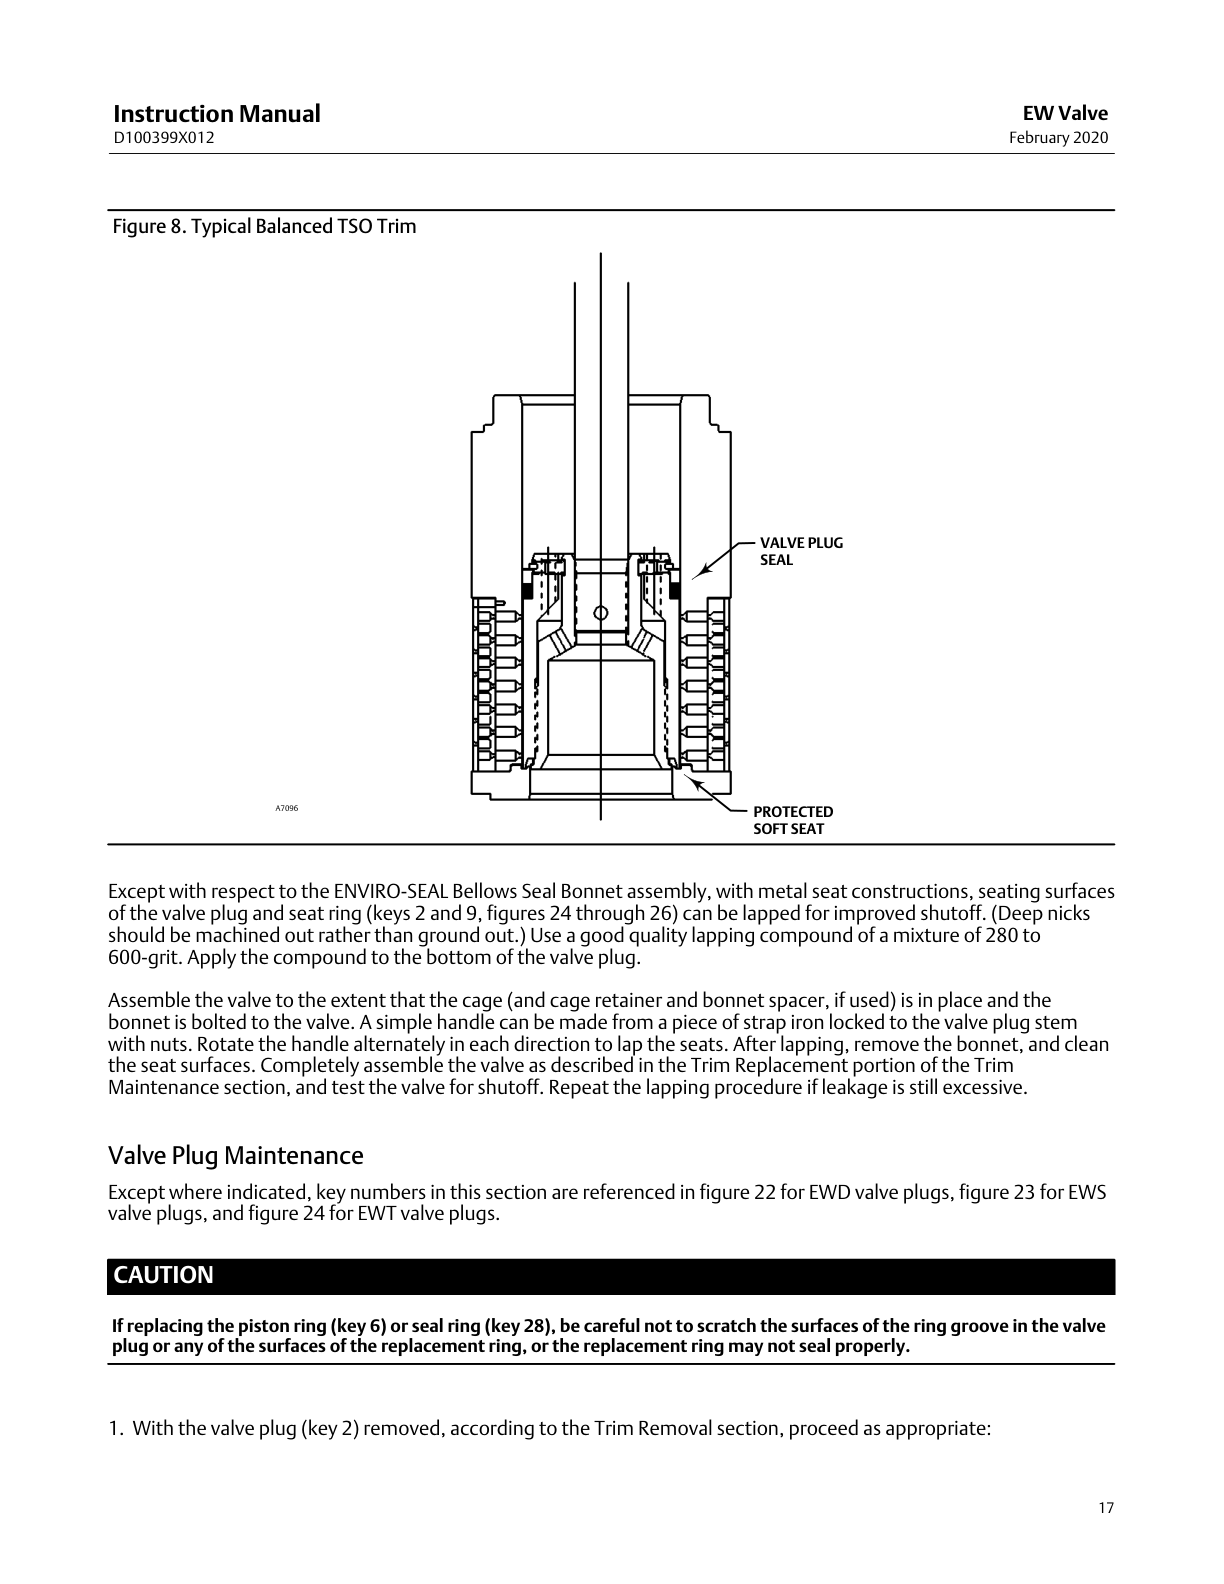 Instruction Manual
D100399X012
EW Valve
February 2020
Figure 8. Typical Balanced TSO Trim
VALVE PLUG
SEAL
A7096
PROTECTED
SOFT SEAT
Except with respect to the ENVIRO-SEAL Bellows Seal Bonnet assembly, with metal seat constructions, seating surfaces
of the valve plug and seat ring (keys 2 and 9, figures 24 through 26) can be lapped for improved shutoff. (Deep nicks
should be machined out rather than ground out.) Use a good quality lapping compound of a mixture of 280 to
600-grit. Apply the compound to the bottom of the valve plug.
Assemble the valve to the extent that the cage (and cage retainer and bonnet spacer, if used) is in place and the
bonnet is bolted to the valve. A simple handle can be made from a piece of strap iron locked to the valve plug stem
with nuts. Rotate the handle alternately in each direction to lap the seats. After lapping, remove the bonnet, and clean
the seat surfaces. Completely assemble the valve as described in the Trim Replacement portion of the Trim
Maintenance section, and test the valve for shutoff. Repeat the lapping procedure if leakage is still excessive.
Valve Plug Maintenance
Except where indicated, key numbers in this section are referenced in figure 22 for EWD valve plugs, figure 23 for EWS
valve plugs, and figure 24 for EWT valve plugs.
CAUTION
If replacing the piston ring (key 6) or seal ring (key 28), be careful not to scratch the surfaces of the ring groove in the valve
plug or any of the surfaces of the replacement ring, or the replacement ring may not seal properly.
1. With the valve plug (key 2) removed, according to the Trim Removal section, proceed as appropriate:
17